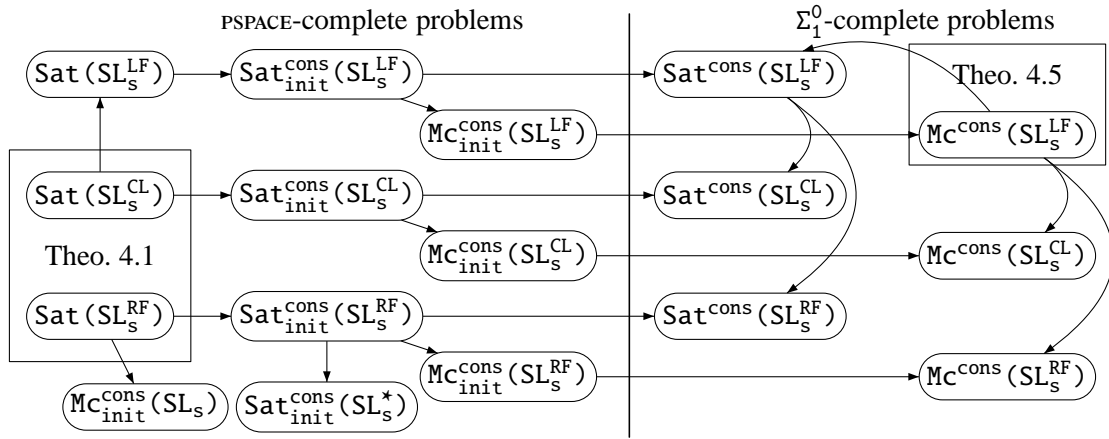 PSPACE-complete problems
Σ⁰₁-complete problems
Sat(SL_s^LF)
Sat_init^cons(SL_s^LF)
Sat^cons(SL_s^LF)
Theo. 4.5
Mc_init^cons(SL_s^LF)
Mc^cons(SL_s^LF)
Sat(SL_s^CL)
Sat_init^cons(SL_s^CL)
Sat^cons(SL_s^CL)
Theo. 4.1
Mc_init^cons(SL_s^CL)
Mc^cons(SL_s^CL)
Sat(SL_s^RF)
Sat_init^cons(SL_s^RF)
Sat^cons(SL_s^RF)
Mc_init^cons(SL_s^RF)
Mc^cons(SL_s^RF)
Mc_init^cons(SL_s)
Sat_init^cons(SL_s^⋆)